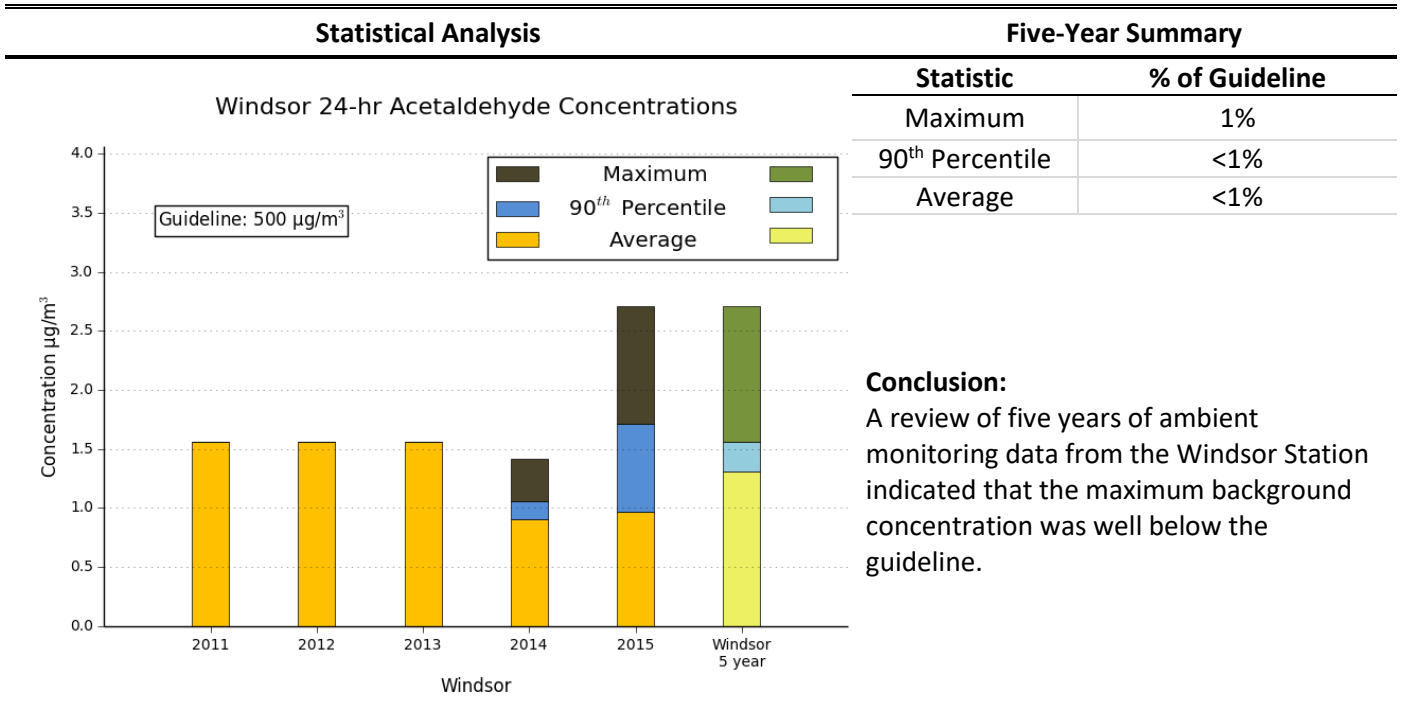 Statistical Analysis
Five-Year Summary
Windsor 24-hr Acetaldehyde Concentrations
4.0
3.5
3.0
2.5
2.0
1.5
1.0
0.5
0.0
Concentration µg/m³
Guideline: 500 µg/m³
Maximum
90th Percentile
Average
2011
2012
2013
2014
2015
Windsor
5 year
Windsor
Statistic % of Guideline
Maximum 1%
90th Percentile <1%
Average <1%
Conclusion:
A review of five years of ambient
monitoring data from the Windsor Station
indicated that the maximum background
concentration was well below the
guideline.